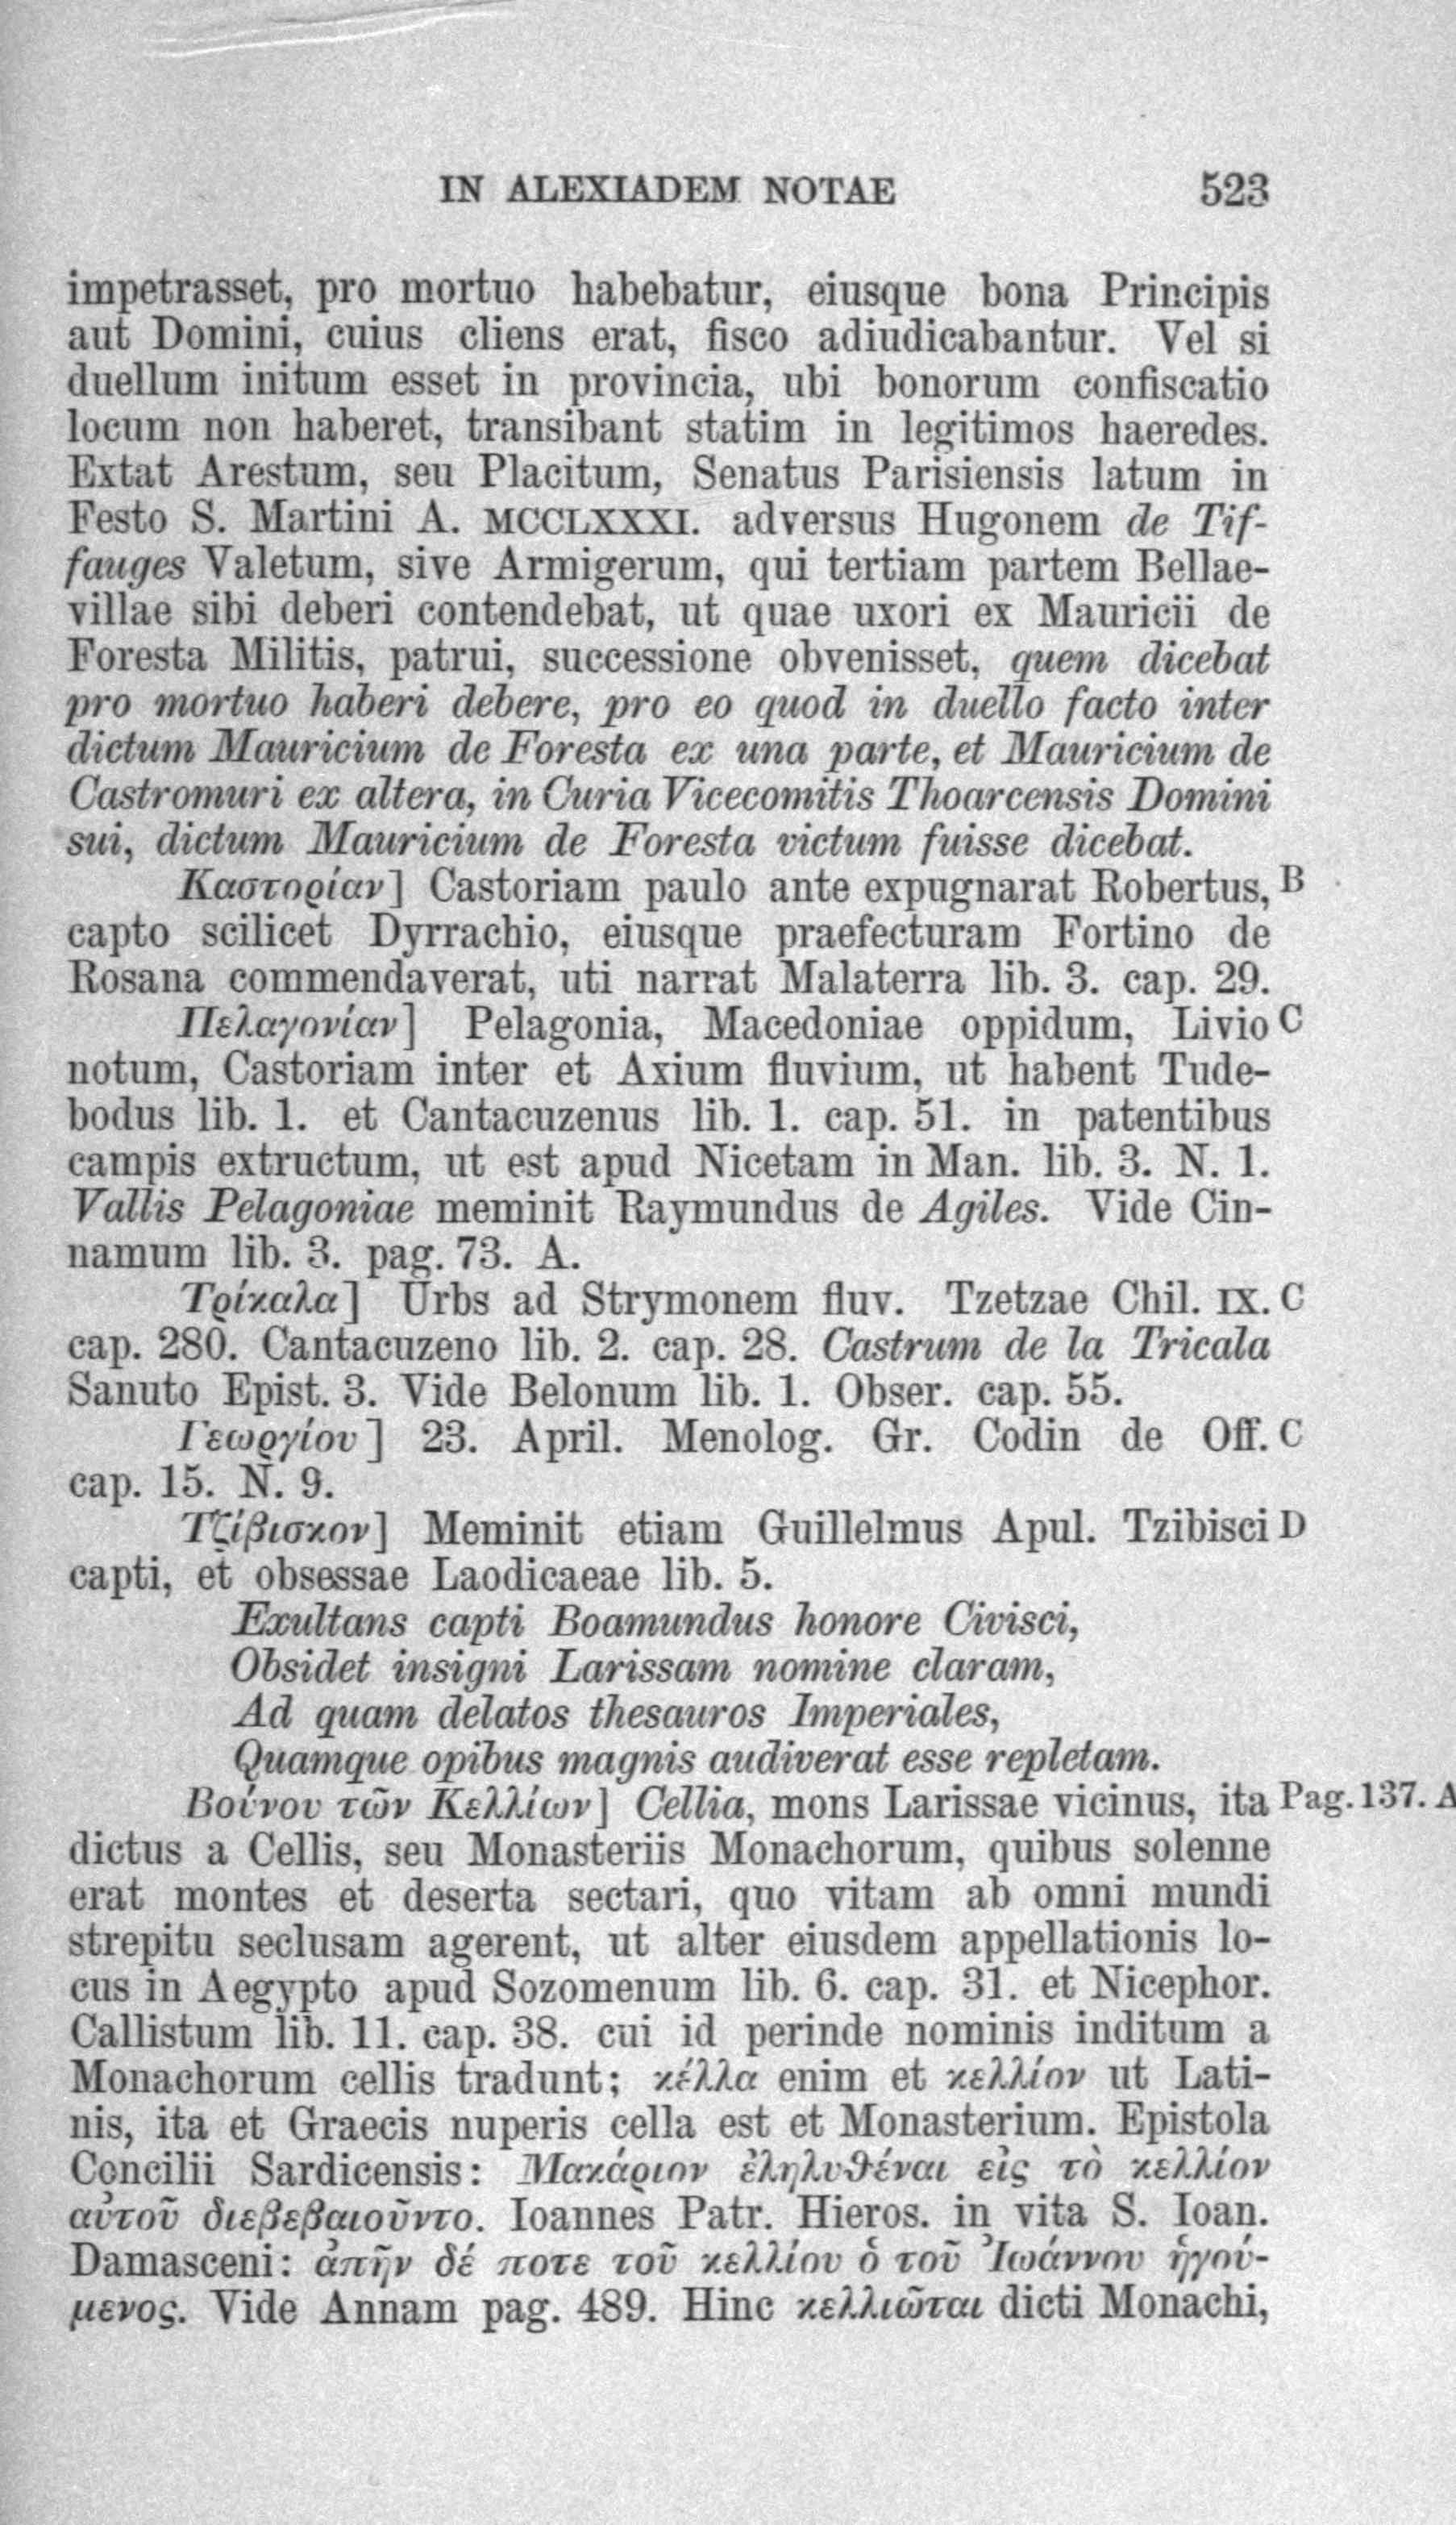 IN ALEXIADEM NOTAE 523
impetrasset, pro mortuo habebatur, eiusque bona Principis
aut Domini, cuius cliens erat, fisco adiudicabantur. Vel si
duellum initum esset in provincia, ubi bonorum confiscatio
locum non haberet, transibant statim in legitimos haeredes.
Extat Arestum, seu Placitum, Senatus Parisiensis latum in
Festo S. Martini A. MCCLXXXI. adversus Hugonem de Tif-
fauges Valetum, sive Armigerum, qui tertiam partem Bellae-
villae sibi deberi contendebat, ut quae uxori ex Mauricii de
Foresta Militis, patrui, successione obvenisset, quem dicebat
pro mortuo haberi debere, pro eo quod in duello facto inter
dictum Mauricium de Foresta ex una parte, et Mauricium de
Castromuri ex altera, in Curia Vicecomitis Thoarcensis Domini
sui, dictum Mauricium de Foresta victum fuisse dicebat.
Καστορίαν] Castoriam paulo ante expugnarat Robertus, B
capto scilicet Dyrrachio, eiusque praefecturam Fortino de
Rosana commendaverat, uti narrat Malaterra lib. 3. cap. 29.
Πελαγονίαν] Pelagonia, Macedoniae oppidum, Livio C
notum, Castoriam inter et Axium fluvium, ut habent Tude-
bodus lib. 1. et Cantacuzenus lib. 1. cap. 51. in patentibus
campis extructum, ut est apud Nicetam in Man. lib. 3. N. 1.
Vallis Pelagoniae meminit Raymundus de Agiles. Vide Cin-
namum lib. 3. pag. 73. A.
Τρίκαλα] Urbs ad Strymonem fluv. Tzetzae Chil. IX. C
cap. 280. Cantacuzeno lib. 2. cap. 28. Castrum de la Tricala
Sanuto Epist. 3. Vide Belonum lib. 1. Obser. cap. 55.
Γεωργίου] 23. April. Menolog. Gr. Codin de Off. C
cap. 15. N. 9.
Τζίβισκον] Meminit etiam Guillelmus Apul. Tzibisci D
capti, et obsessae Laodicaeae lib. 5.
Exultans capti Boamundus honore Civisci,
Obsidet insigni Larissam nomine claram,
Ad quam delatos thesauros Imperiales,
Quamque opibus magnis audiverat esse repletam.
Βούνου τῶν Κελλίων] Cellia, mons Larissae vicinus, ita Pag. 137. A
dictus a Cellis, seu Monasteriis Monachorum, quibus solenne
erat montes et deserta sectari, quo vitam ab omni mundi
strepitu seclusam agerent, ut alter eiusdem appellationis lo-
cus in Aegypto apud Sozomenum lib. 6. cap. 31. et Nicephor.
Callistum lib. 11. cap. 38. cui id perinde nominis inditum a
Monachorum cellis tradunt; κέλλα enim et κελλίον ut Lati-
nis, ita et Graecis nuperis cella est et Monasterium. Epistola
Concilii Sardicensis: Μακάριον ἐληλυθέναι εἰς τὸ κελλίον
αὐτοῦ διεβεβαιοῦντο. Ioannes Patr. Hieros. in vita S. Ioan.
Damasceni: ἀπῆν δέ ποτε τοῦ κελλίου ὁ τοῦ Ἰωάννου ἡγού-
μενος. Vide Annam pag. 489. Hinc κελλιῶται dicti Monachi,